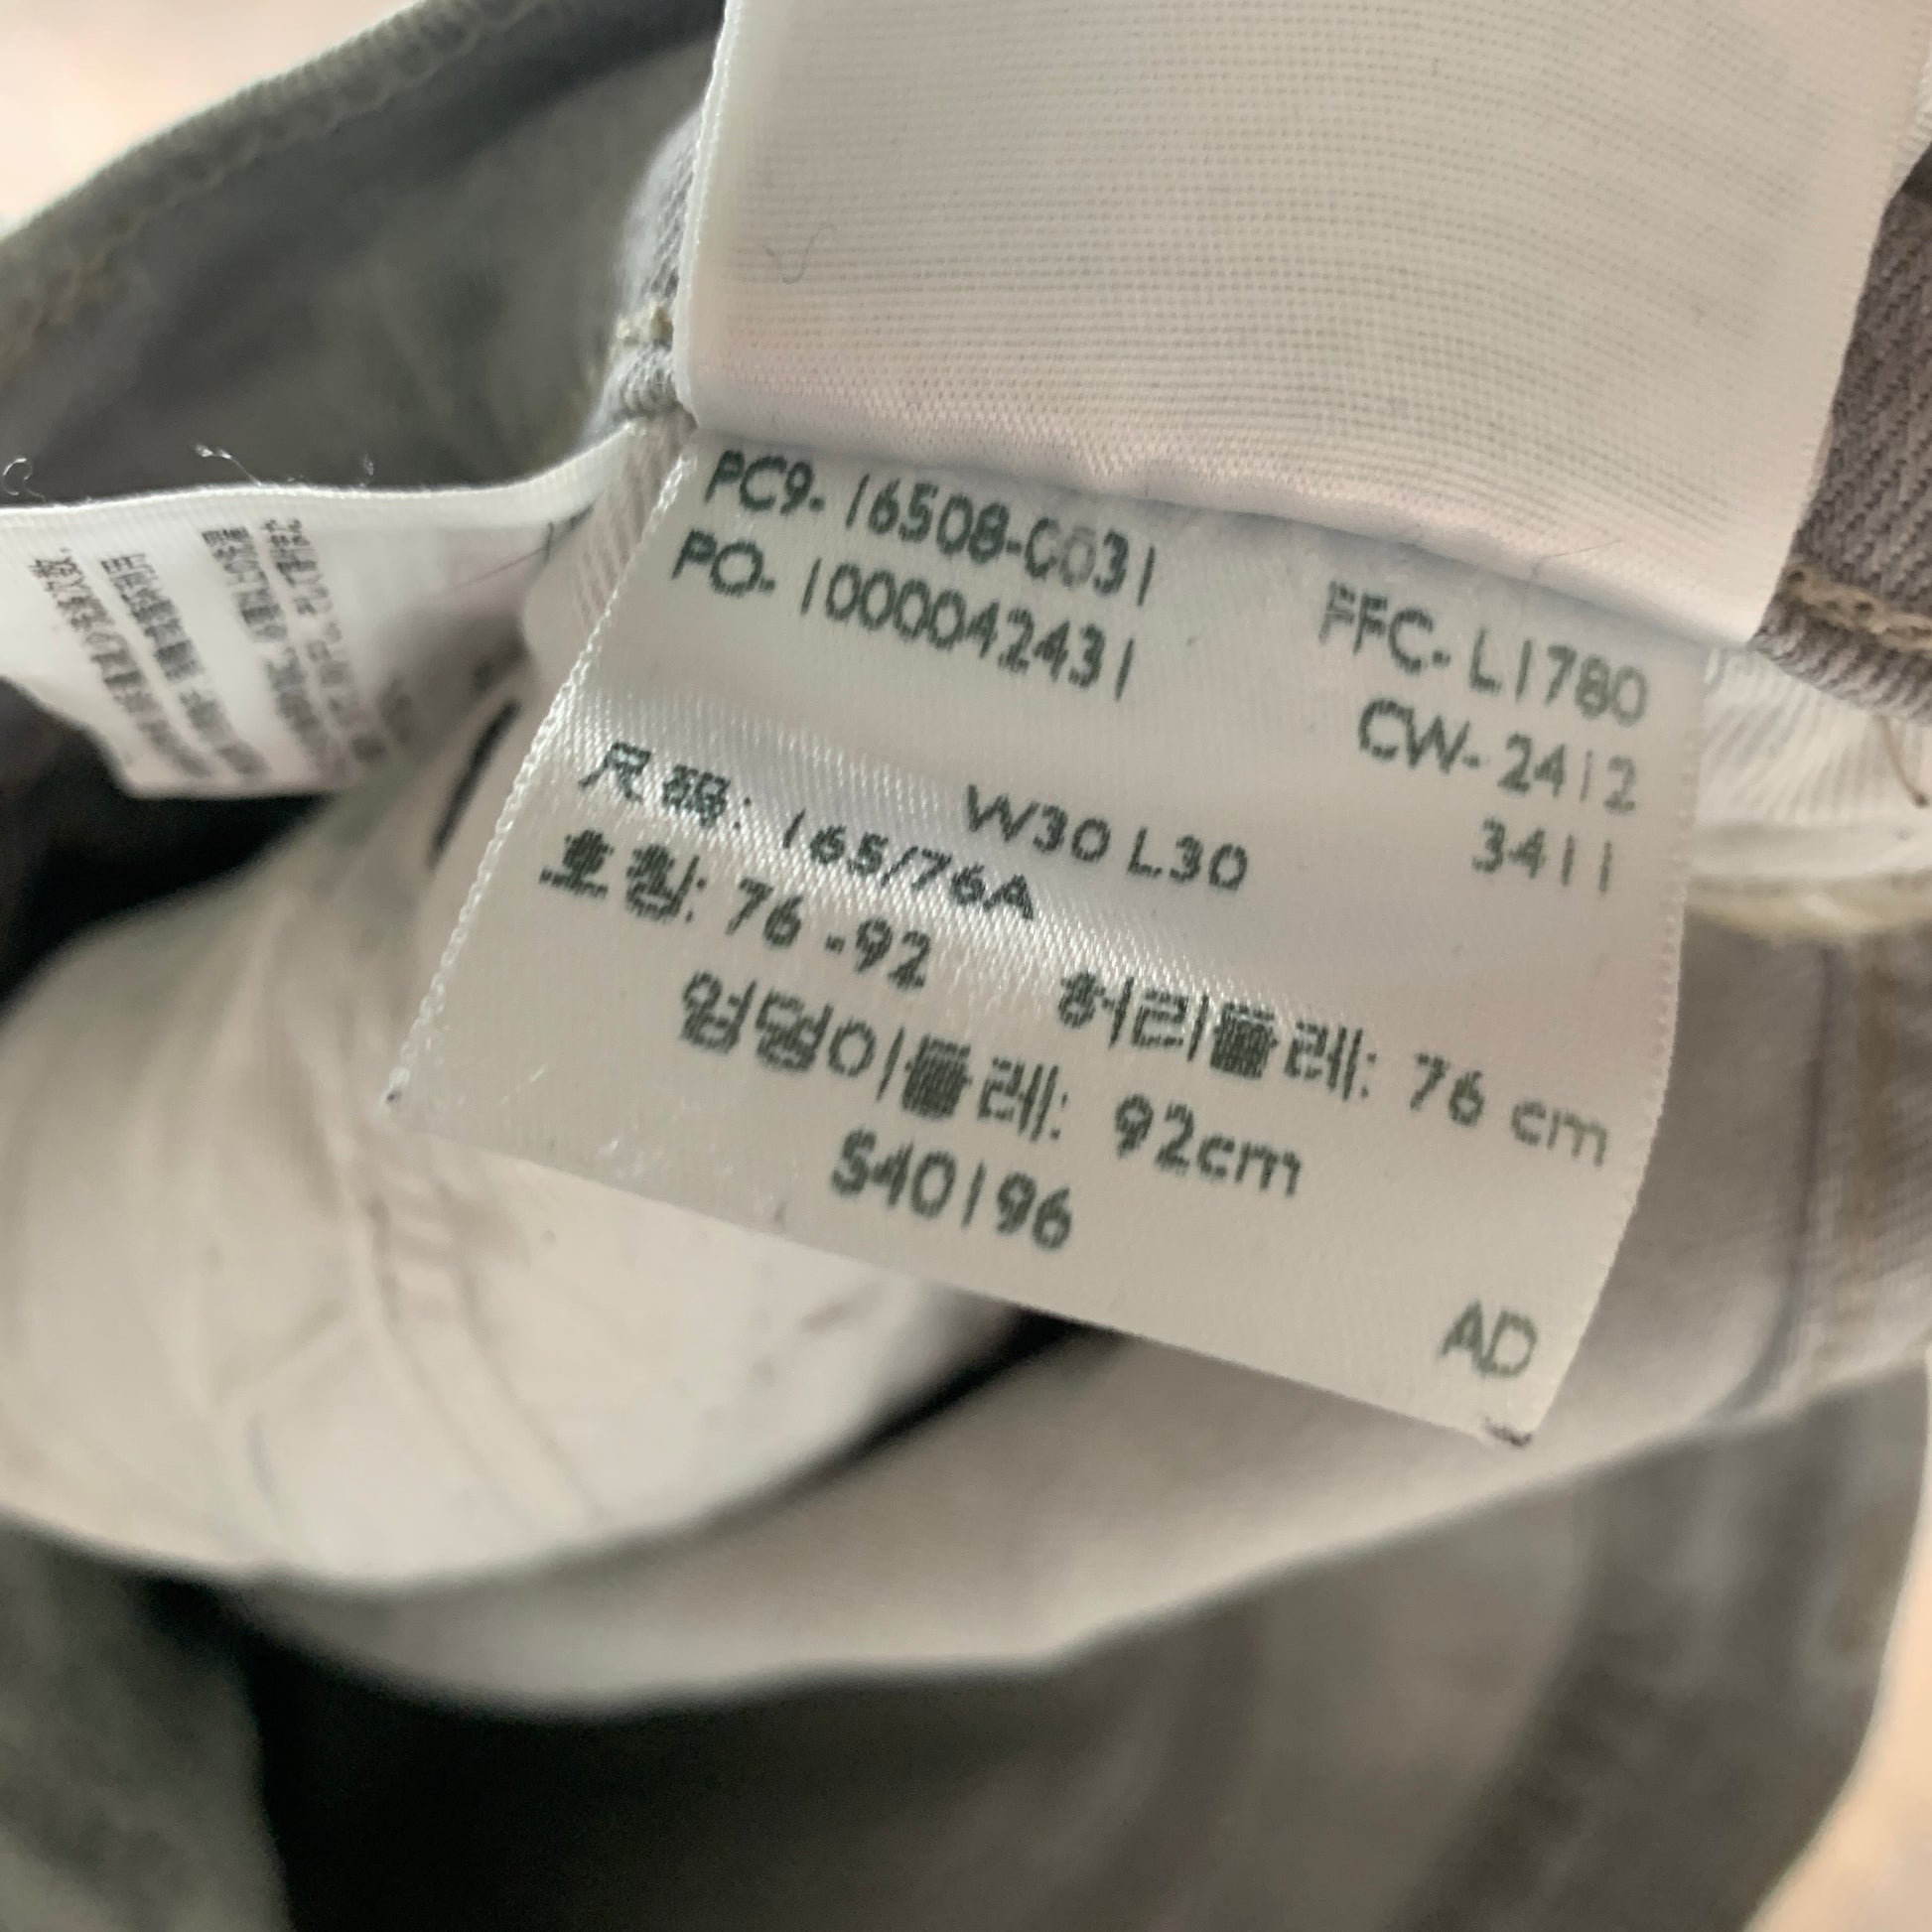 PC9-16508-0031
PO-1000042431
FFC-L1780
CW-2412
3411
W30 L30
尺码: 165/76A
호칭: 76 -92
허리둘레: 76 cm
엉덩이둘레: 92cm
S40196
AD